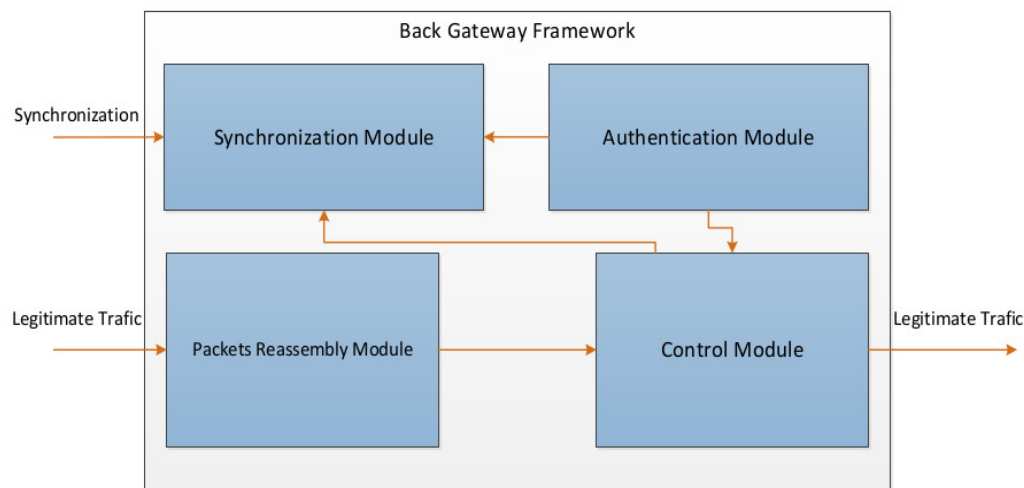 Back Gateway Framework
Synchronization
Synchronization Module
Authentication Module
Legitimate Trafic
Packets Reassembly Module
Control Module
Legitimate Trafic